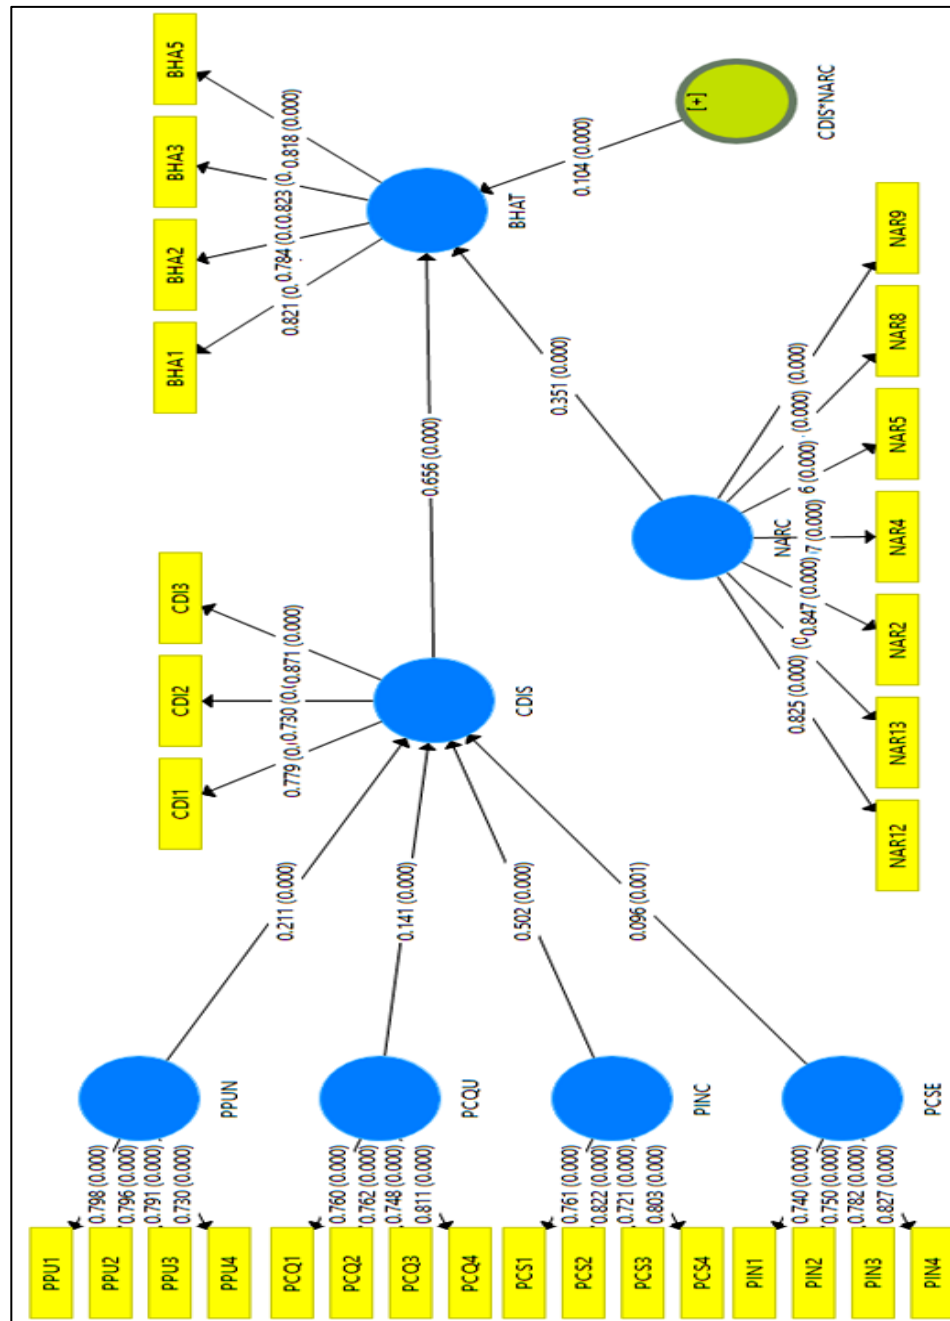 BHA5
BHA3
BHA2
BHA1
0.818 (0.000)
0.823 (0.
0.784 (0.
0.821 (0.
BHAT
[+]
CDIS*NARC
0.104 (0.000)
0.656 (0.000)
0.351 (0.000)
CDI3
CDI2
CDI1
0.871 (0.000)
0.730 (0.
0.779 (0.
CDIS
NARC
(0.000)
(0.000)
6 (0.000)
7 (0.000)
0.847 (0.000)
0.825 (0.000)
NAR9
NAR8
NAR5
NAR4
NAR2
NAR13
NAR12
0.211 (0.000)
0.141 (0.000)
0.502 (0.000)
0.096 (0.001)
PPUN
PCQU
PINC
PCSE
0.798 (0.000)
0.796 (0.000)
0.791 (0.000)
0.730 (0.000)
0.760 (0.000)
0.762 (0.000)
0.748 (0.000)
0.811 (0.000)
0.761 (0.000)
0.822 (0.000)
0.721 (0.000)
0.803 (0.000)
0.740 (0.000)
0.750 (0.000)
0.782 (0.000)
0.827 (0.000)
PPU1
PPU2
PPU3
PPU4
PCQ1
PCQ2
PCQ3
PCQ4
PCS1
PCS2
PCS3
PCS4
PIN1
PIN2
PIN3
PIN4